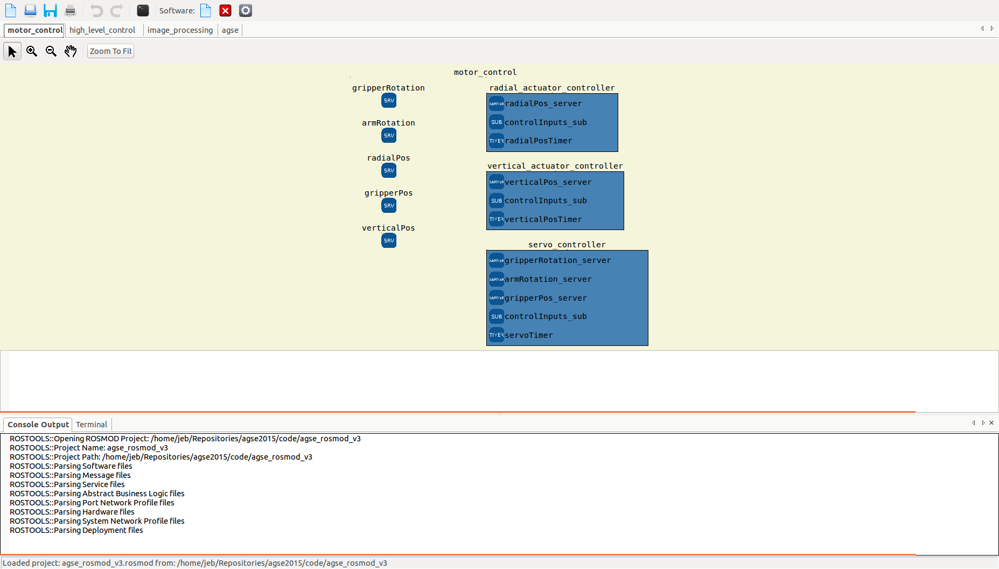 Software:
motor_control high_level_control image_processing agse
Zoom To Fit
motor_control
gripperRotation
SRV
armRotation
SRV
radialPos
SRV
gripperPos
SRV
verticalPos
SRV
radial_actuator_controller
SERVER radialPos_server
SUB controlInputs_sub
TIMER radialPosTimer
vertical_actuator_controller
SERVER verticalPos_server
SUB controlInputs_sub
TIMER verticalPosTimer
servo_controller
SERVER gripperRotation_server
SERVER armRotation_server
SERVER gripperPos_server
SUB controlInputs_sub
TIMER servoTimer
Console Output Terminal
ROSTOOLS::Opening ROSMOD Project: /home/jeb/Repositories/agse2015/code/agse_rosmod_v3
ROSTOOLS::Project Name: agse_rosmod_v3
ROSTOOLS::Project Path: /home/jeb/Repositories/agse2015/code/agse_rosmod_v3
ROSTOOLS::Parsing Software files
ROSTOOLS::Parsing Message files
ROSTOOLS::Parsing Service files
ROSTOOLS::Parsing Abstract Business Logic files
ROSTOOLS::Parsing Port Network Profile files
ROSTOOLS::Parsing Hardware files
ROSTOOLS::Parsing System Network Profile files
ROSTOOLS::Parsing Deployment files
Loaded project: agse_rosmod_v3.rosmod from: /home/jeb/Repositories/agse2015/code/agse_rosmod_v3